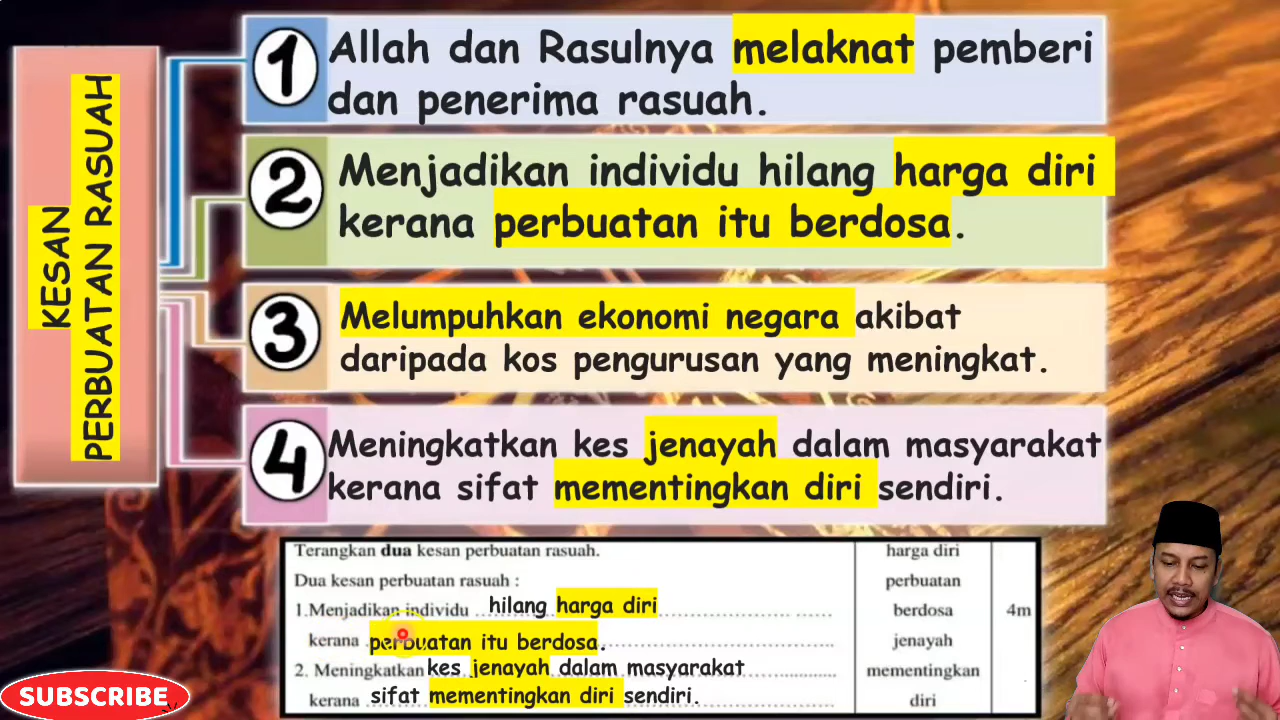 KESAN
PERBUATAN RASUAH
1
Allah dan Rasulnya melaknat pemberi
dan penerima rasuah.
2
Menjadikan individu hilang harga diri
kerana perbuatan itu berdosa.
3
Melumpuhkan ekonomi negara akibat
daripada kos pengurusan yang meningkat.
4
Meningkatkan kes jenayah dalam masyarakat
kerana sifat mementingkan diri sendiri.
Terangkan dua kesan perbuatan rasuah.
Dua kesan perbuatan rasuah :
1.Menjadikan individu hilang harga diri
kerana perbuatan itu berdosa.
2. Meningkatkan kes jenayah dalam masyarakat
kerana sifat mementingkan diri sendiri.
harga diri
perbuatan
berdosa
jenayah
mementingkan
diri
4m
SUBSCRIBE